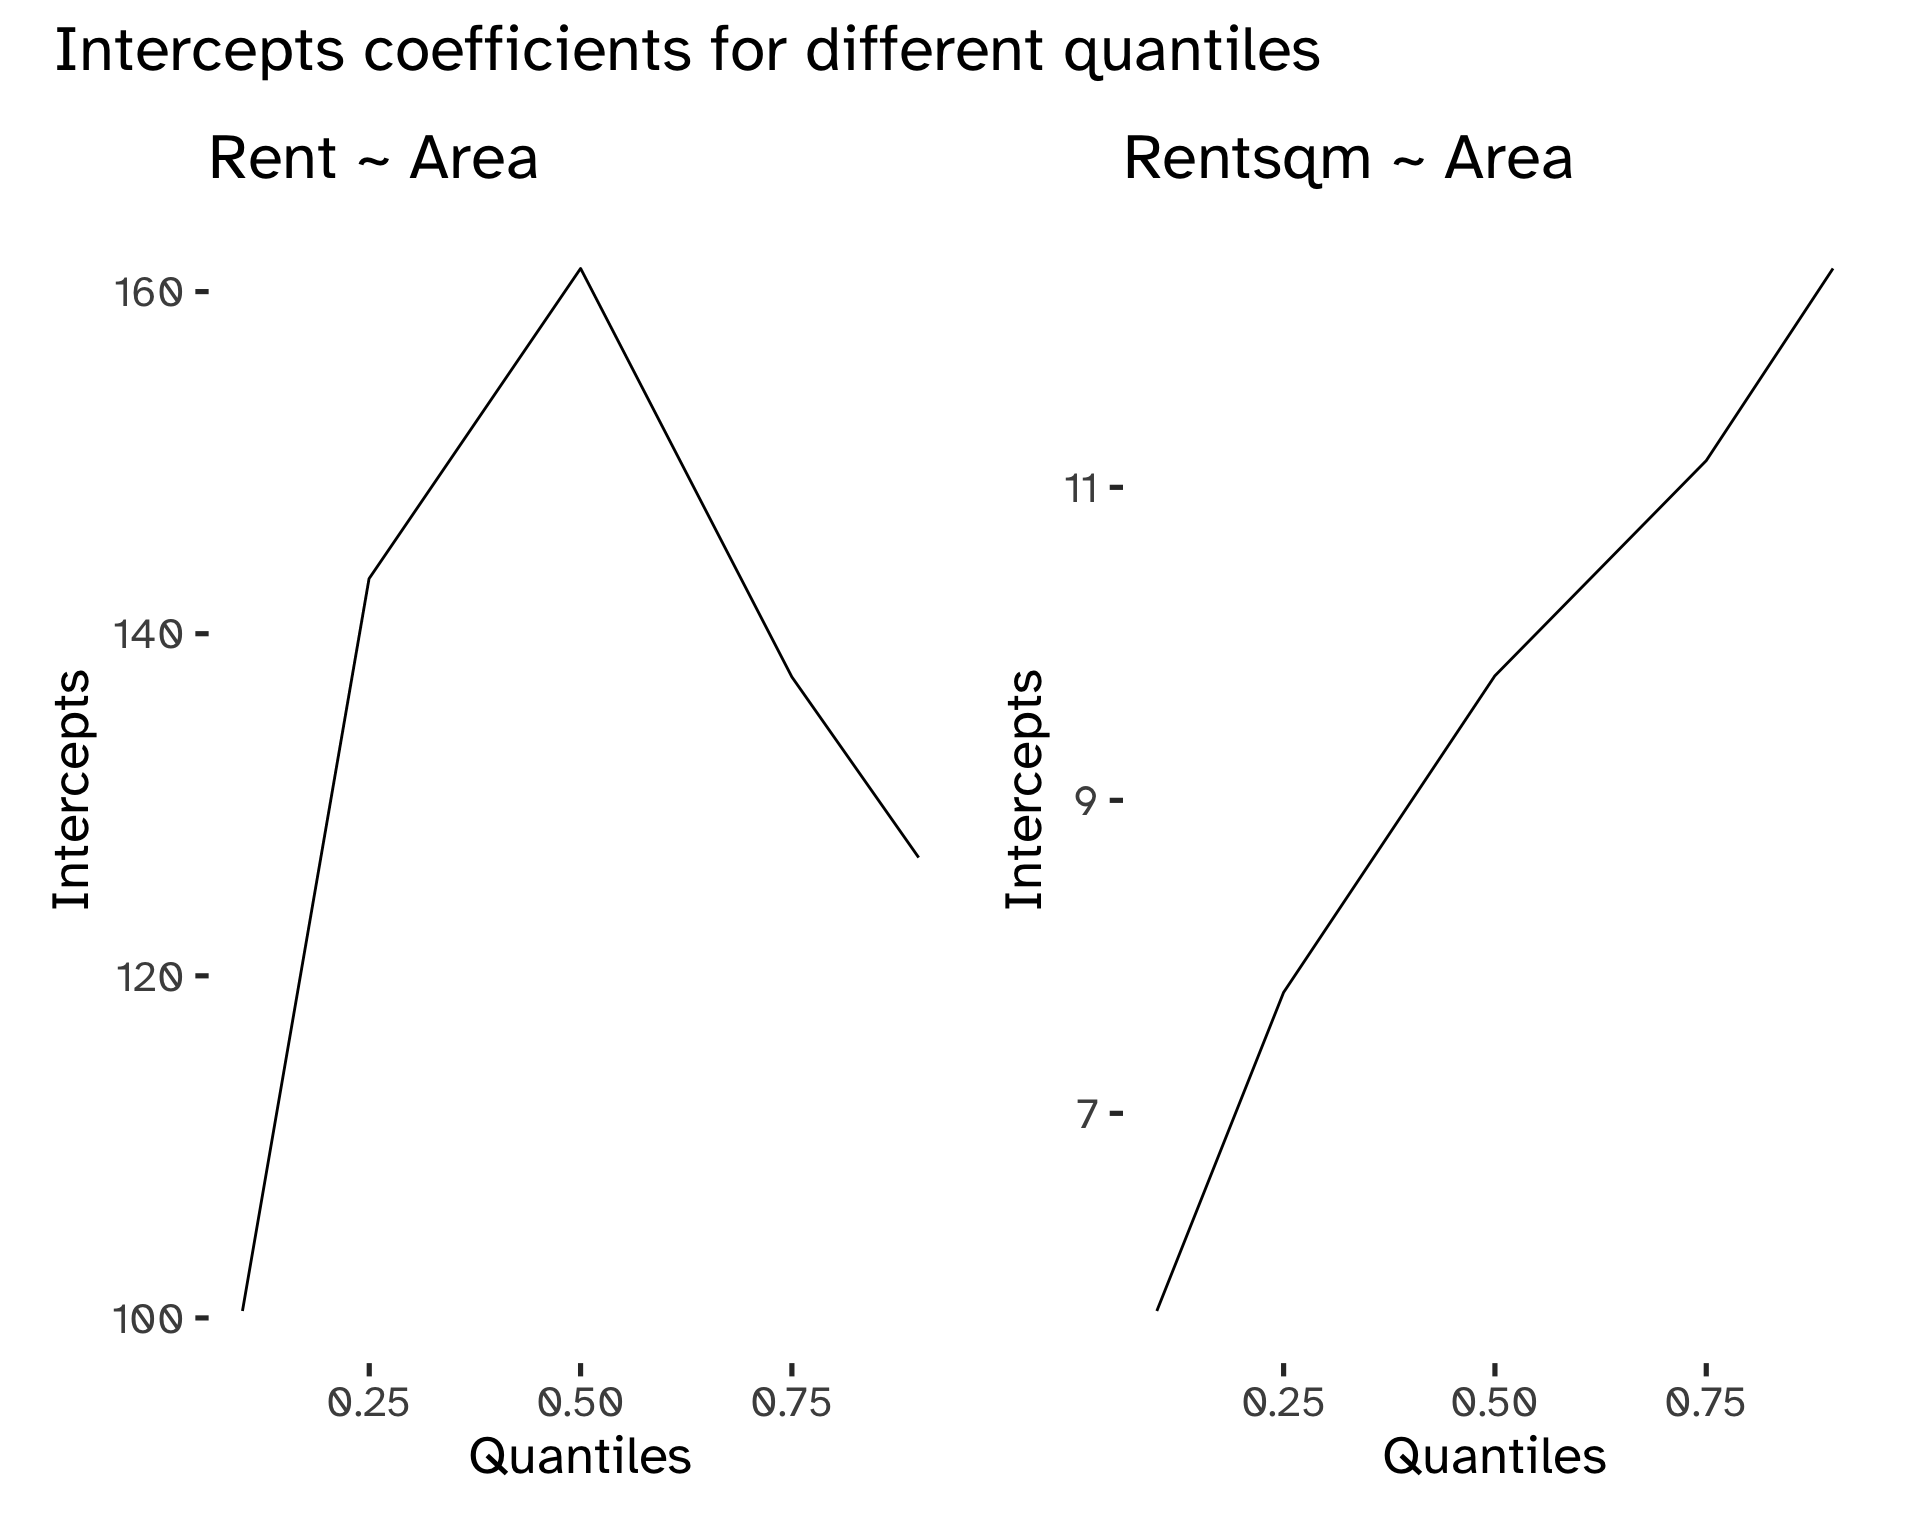 Intercepts coefficients for different quantiles
Rent ~ Area
Intercepts
160
140
120
100
0.25 0.50 0.75
Quantiles
Rentsqm ~ Area
Intercepts
11
9
7
0.25 0.50 0.75
Quantiles